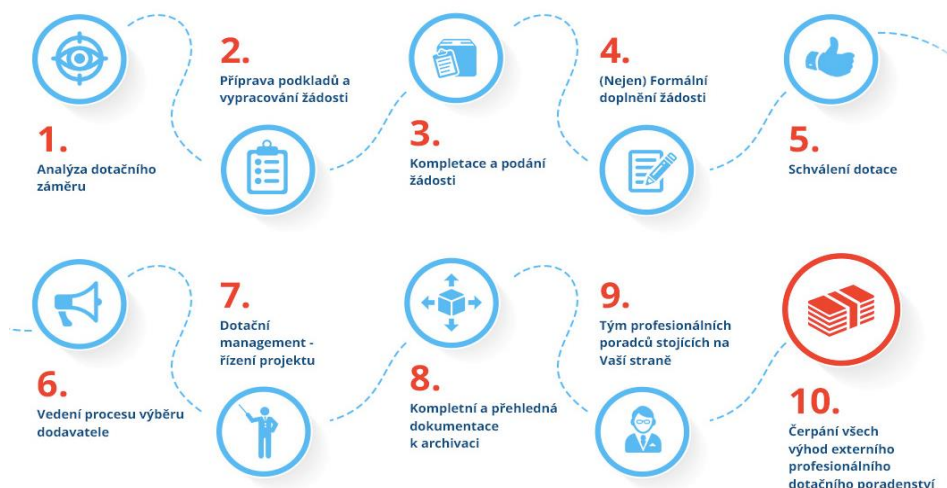 1.
Analýza dotačního
záměru
2.
Příprava podkladů a
vypracování žádosti
3.
Kompletace a podání
žádosti
4.
(Nejen) Formální
doplnění žádosti
5.
Schválení dotace
6.
Vedení procesu výběru
dodavatele
7.
Dotační
management -
řízení projektu
8.
Kompletní a přehledná
dokumentace
k archivaci
9.
Tým profesionálních
poradců stojících na
Vaší straně
10.
Čerpání všech
výhod externího
profesionálního
dotačního poradenství